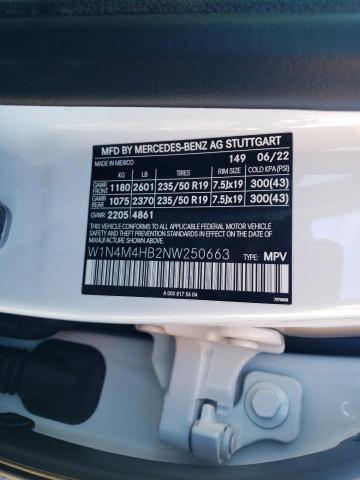 MFD BY MERCEDES-BENZ AG STUTTGART
MADE IN MEXICO 149 06/22
KG LB TIRES RIM SIZE COLD KPA (PSI)
GAWR FRONT 1180 2601 235/50 R19 7.5Jx19 300(43)
GAWR REAR 1075 2370 235/50 R19 7.5Jx19 300(43)
GVWR 2205 4861
THIS VEHICLE CONFORMS TO ALL APPLICABLE U.S. FEDERAL MOTOR VEHICLE SAFETY AND THEFT PREVENTION STANDARDS IN EFFECT ON THE DATE OF MANUFACTURE SHOWN ABOVE.
W1N4M4HB2NW250663 TYPE: MPV
A 000 817 54 04